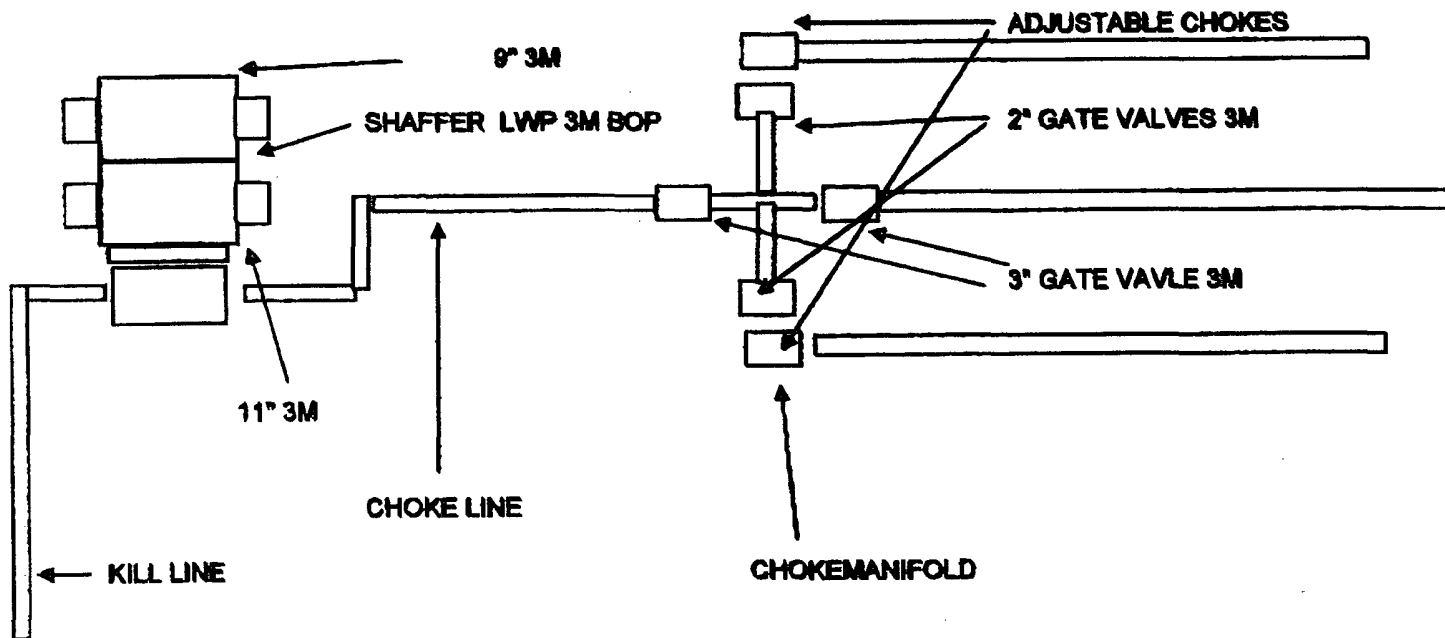 ADJUSTABLE CHOKES
9" 3M
SHAFFER LWP 3M BOP
2" GATE VALVES 3M
3" GATE VAVLE 3M
11" 3M
CHOKE LINE
KILL LINE
CHOKEMANIFOLD